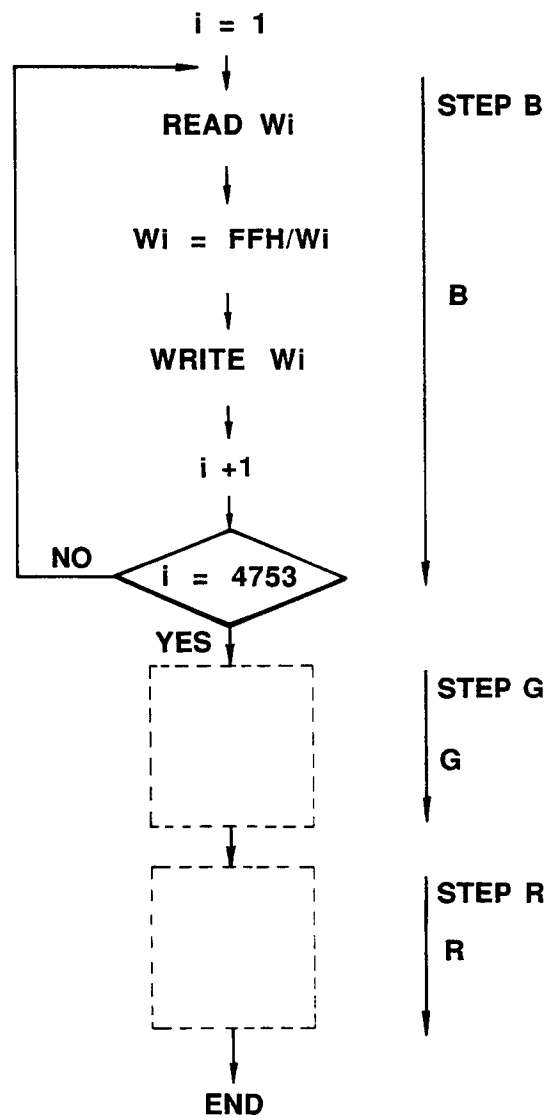 i = 1
STEP B
READ Wi
Wi = FFH/Wi
B
WRITE Wi
i +1
NO
i = 4753
YES
STEP G
G
STEP R
R
END